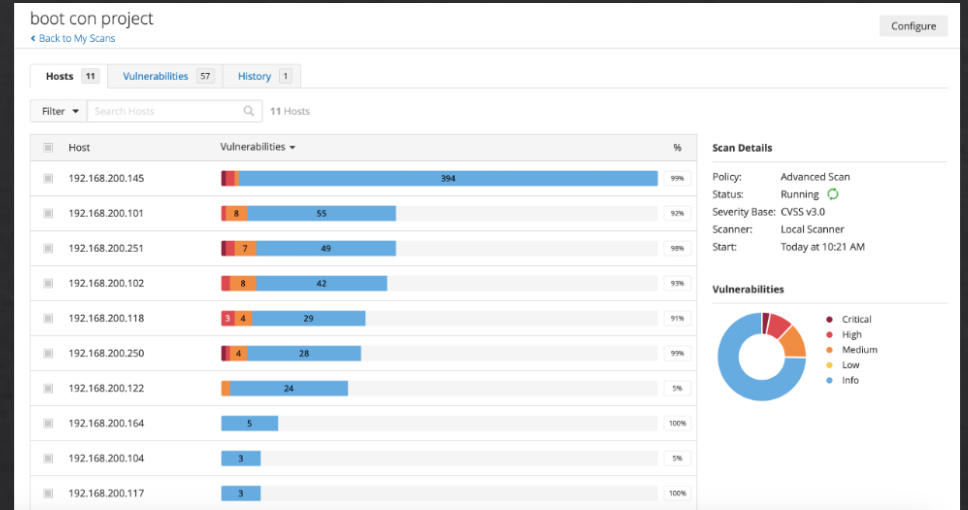 boot con project
Configure
Back to My Scans
Hosts 11 Vulnerabilities 57 History 1
Filter Search Hosts 11 Hosts
Host Vulnerabilities %
192.168.200.145 394 99%
192.168.200.101 8 55 92%
192.168.200.251 7 49 98%
192.168.200.102 8 42 93%
192.168.200.118 3 4 29 91%
192.168.200.250 4 28 99%
192.168.200.122 24 5%
192.168.200.164 5 100%
192.168.200.104 3 5%
192.168.200.117 3 100%
Scan Details
Policy: Advanced Scan
Status: Running
Severity Base: CVSS v3.0
Scanner: Local Scanner
Start: Today at 10:21 AM
Vulnerabilities
Critical
High
Medium
Low
Info